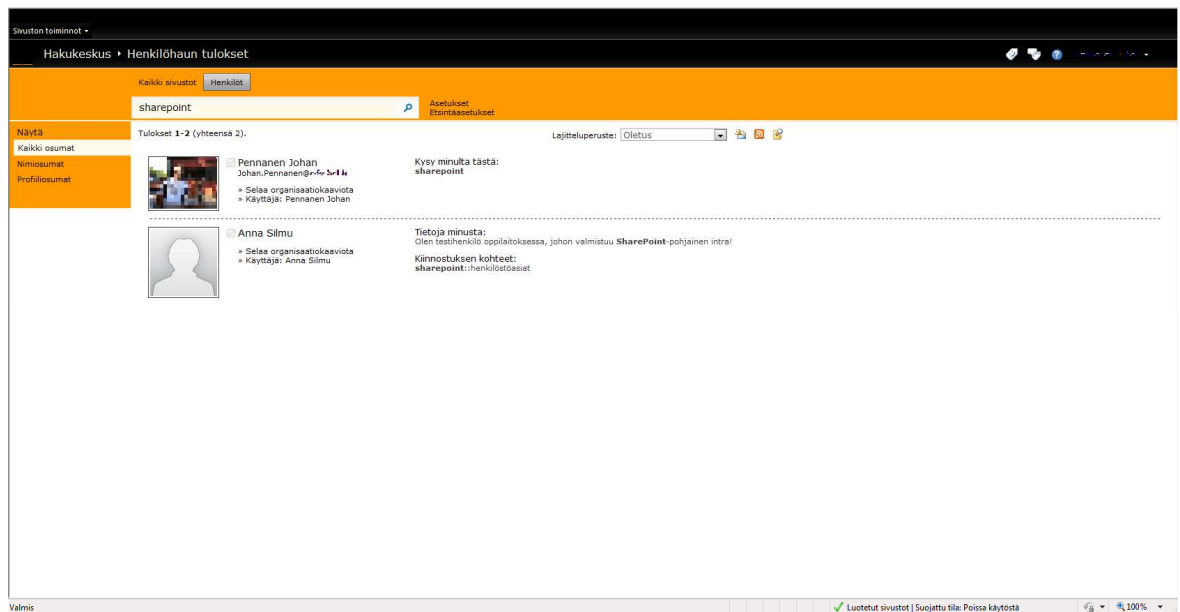 Sivuston toiminnot
Hakukeskus ▸ Henkilöhaun tulokset
Kaikki sivustot Henkilöt
sharepoint
Asetukset
Etsintäasetukset
Näytä
Kaikki osumat
Nimiosumat
Profiiliosumat
Tulokset 1-2 (yhteensä 2).
Lajitteluperuste: Oletus
Pennanen Johan
Johan.Pennanen@
» Selaa organisaatiokaaviota
» Käyttäjä: Pennanen Johan
Kysy minulta tästä:
sharepoint
Anna Silmu
» Selaa organisaatiokaaviota
» Käyttäjä: Anna Silmu
Tietoja minusta:
Olen testihenkilö oppilaitoksessa, johon valmistuu SharePoint-pohjainen intra!
Kiinnostuksen kohteet:
sharepoint::henkilöstöasiat
Valmis
Luotetut sivustot | Suojattu tila: Poissa käytöstä
100%